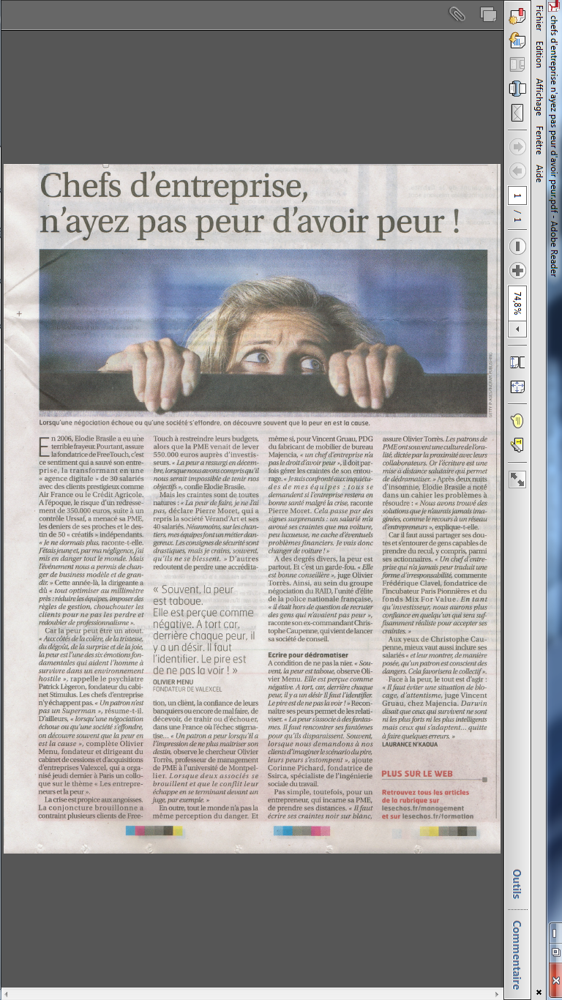 chefs d'entreprise n'ayez pas peur d'avoir peur.pdf - Adobe Reader
Fichier Edition Affichage Fenêtre Aide
1 / 1
74,8%
Outils
Commentaire
Chefs d'entreprise,
n'ayez pas peur d'avoir peur !
Lorsqu'une négociation échoue ou qu'une société s'effondre, on découvre souvent que la peur en est la cause.
En 2006, Elodie Brasile a eu une
terrible frayeur. Pourtant, assure
la fondatrice de FreeTouch, c'est
ce sentiment qui a sauvé son entre-
prise, la transformant en une
« agence digitale » de 30 salariés
avec des clients prestigieux comme
Air France ou le Crédit Agricole.
A l'époque, le risque d'un redresse-
ment de 350.000 euros, suite à un
contrôle Urssaf, a menacé sa PME,
les deniers de ses proches et le des-
tin de 50 « créatifs » indépendants.
« Je ne dormais plus, raconte-t-elle.
J'étais jeune et, par ma négligence, j'ai
mis en danger tout le monde. Mais
l'événement nous a permis de chan-
ger de business modèle et de gran-
dir. » Cette année-là, la dirigeante a
dû « tout optimiser au millimètre
près : réduire les équipes, imposer des
règles de gestion, chouchouter les
clients pour ne pas les perdre et
redoubler de professionnalisme ».
Car la peur peut être un atout.
« Aux côtés de la colère, de la tristesse,
du dégoût, de la surprise et de la joie,
la peur est l'une des six émotions fon-
damentales qui aident l'homme à
survivre dans un environnement
hostile », rappelle le psychiatre
Patrick Légeron, fondateur du cabi-
net Stimulus. Les chefs d'entreprise
n'y échappent pas. « Un patron n'est
pas un Superman », résume-t-il.
D'ailleurs, « lorsqu'une négociation
échoue ou qu'une société s'effondre,
on découvre souvent que la peur en
est la cause », complète Olivier
Menu, fondateur et dirigeant du
cabinet de cessions et d'acquisitions
d'entreprises Valexcel, qui a orga-
nisé jeudi dernier à Paris un collo-
que sur le thème « Les entrepre-
neurs et la peur ».
La crise est propice aux angoisses.
La conjoncture brouillonne a
contraint plusieurs clients de Free-
Touch à restreindre leurs budgets,
alors que la PME venait de lever
550.000 euros auprès d'investis-
seurs. « La peur a ressurgi en décem-
bre, lorsque nous avons compris qu'il
nous serait impossible de tenir nos
objectifs », confie Elodie Brasile.
Mais les craintes sont de toutes
natures : « La peur de faire, je ne l'ai
pas, déclare Pierre Moret, qui a
repris la société Vérand'Art et ses
40 salariés. Néanmoins, sur les chan-
tiers, mes équipes font un métier dan-
gereux. Les consignes de sécurité sont
drastiques, mais je crains, souvent,
qu'ils ne se blessent. » D'autres
redoutent de perdre une accrédita-
« Souvent, la peur
est taboue.
Elle est perçue comme
négative. A tort car,
derrière chaque peur, il
y a un désir. Il faut
l'identifier. Le pire est
de ne pas la voir ! »
OLIVIER MENU
FONDATEUR DE VALEXCEL
tion, un client, la confiance de leurs
banquiers ou encore de mal faire, de
décevoir, de trahir ou d'échouer,
dans une France où l'échec stigma-
tise… « Un patron a peur lorsqu'il a
l'impression de ne plus maîtriser son
destin, observe le chercheur Olivier
Torrès, professeur de management
de PME à l'université de Montpel-
lier. Lorsque deux associés se
brouillent et que le conflit leur
échappe en se terminant devant un
juge, par exemple. »
En outre, tout le monde n'a pas la
même perception du danger. Et
même si, pour Vincent Gruau, PDG
du fabricant de mobilier de bureau
Majencia, « un chef d'entreprise n'a
pas le droit d'avoir peur », il doit par-
fois gérer les craintes de son entou-
rage. « Je suis confronté aux inquiétu-
des de mes équipes : tous se
demandent si l'entreprise restera en
bonne santé malgré la crise, raconte
Pierre Moret. Cela passe par des
signes surprenants : un salarié m'a
avoué ses craintes que ma voiture,
peu luxueuse, ne cache d'éventuels
problèmes financiers. Je vais donc
changer de voiture ! »
A des degrés divers, la peur est
partout. Et c'est un garde-fou. « Elle
est bonne conseillère », juge Olivier
Torrès. Ainsi, au sein du groupe
négociation du RAID, l'unité d'élite
de la police nationale française,
« il était hors de question de recruter
des gens qui n'avaient pas peur »,
raconte son ex-commandant Chris-
tophe Caupenne, qui vient de lancer
sa société de conseil.
Ecrire pour dédramatiser
A condition de ne pas la nier. « Sou-
vent, la peur est taboue, observe Oli-
vier Menu. Elle est perçue comme
négative. A tort, car, derrière chaque
peur, il y a un désir Il faut l'identifier.
Le pire est de ne pas la voir ! » Recon-
naître ses peurs permet de les relati-
viser. « La peur s'associe à des fantas-
mes. Il faut rencontrer ses fantômes
pour qu'ils disparaissent. Souvent,
lorsque nous demandons à nos
clients d'imaginer le scénario du pire,
leurs peurs s'estompent », ajoute
Corinne Pichard, fondatrice de
Ssirca, spécialiste de l'ingénierie
sociale du travail.
Pas simple, toutefois, pour un
entrepreneur, qui incarne sa PME,
de prendre ses distances. « Il faut
écrire ses craintes noir sur blanc,
assure Olivier Torrès. Les patrons de
PME ont souvent une culture de l'ora-
lité, dictée par la proximité avec leurs
collaborateurs. Or l'écriture est une
mise à distance salutaire qui permet
de dédramatiser. » Après deux nuits
d'insomnie, Elodie Brasile a noté
dans un cahier les problèmes à
résoudre : « Nous avons trouvé des
solutions que je n'aurais jamais ima-
ginées, comme le recours à un réseau
d'entrepreneurs », explique-t-elle.
Car il faut aussi partager ses dou-
tes et s'entourer de gens capables de
prendre du recul, y compris, parmi
ses actionnaires. « Un chef d'entre-
prise qui n'a jamais peur traduit une
forme d'irresponsabilité, commente
Frédérique Clavel, fondatrice de
l'incubateur Paris Pionnières et du
fonds Mix For Value. En tant
qu'investisseur, nous aurons plus
confiance en quelqu'un qui sera suf-
fisamment réaliste pour accepter ses
craintes. »
Aux yeux de Christophe Cau-
penne, mieux vaut aussi inclure ses
salariés « et leur montrer, de manière
posée, qu'un patron est conscient des
dangers. Cela favorisera le collectif ».
Face à la peur, le tout est d'agir :
« Il faut éviter une situation de blo-
cage, d'attentisme, juge Vincent
Gruau, chez Majencia. Darwin
disait que ceux qui survivent ne sont
ni les plus forts ni les plus intelligents
mais ceux qui s'adaptent… quitte
à faire quelques erreurs. »
LAURANCE N'KAOUA
PLUS SUR LE WEB
Retrouvez tous les articles
de la rubrique sur
lesechos.fr/management
et sur lesechos.fr/formation